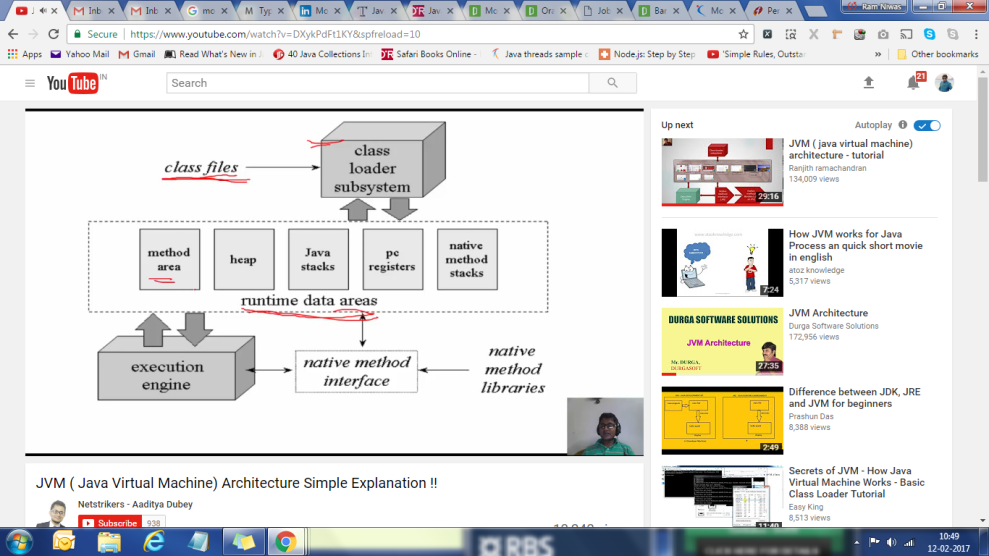 J
Inb
Inb
mo
Typ
Mo
Jav
Jav
Mo
Ora
Job
Bar
Mo
Per
Ram Niwas
Secure
https://www.youtube.com/watch?v=DXykPdFt1KY&spfreload=10
Apps
Yahoo Mail
Gmail
Read What's New in J
40 Java Collections Int
Safari Books Online -
Java threads sample c
Node.js: Step by Step
'Simple Rules, Outsta
Other bookmarks
YouTube IN
Search
21
class files
class
loader
subsystem
method
area
heap
Java
stacks
pc
registers
native
method
stacks
runtime data areas
execution
engine
native method
interface
native
method
libraries
JVM ( Java Virtual Machine) Architecture Simple Explanation !!
Netstrikers - Aaditya Dubey
Subscribe 938
Up next
Autoplay
29:16
JVM ( java virtual machine)
architecture - tutorial
Ranjith ramachandran
134,009 views
7:24
How JVM works for Java
Process an quick short movie
in english
atoz knowledge
5,317 views
DURGA SOFTWARE SOLUTIONS
JVM Architecture
Mr. DURGA,
DURGASOFT
27:35
JVM Architecture
Durga Software Solutions
172,956 views
2:49
Difference between JDK, JRE
and JVM for beginners
Prashun Das
8,388 views
11:40
Secrets of JVM - How Java
Virtual Machine Works - Basic
Class Loader Tutorial
Easy King
8,513 views
RBS
10:49
12-02-2017